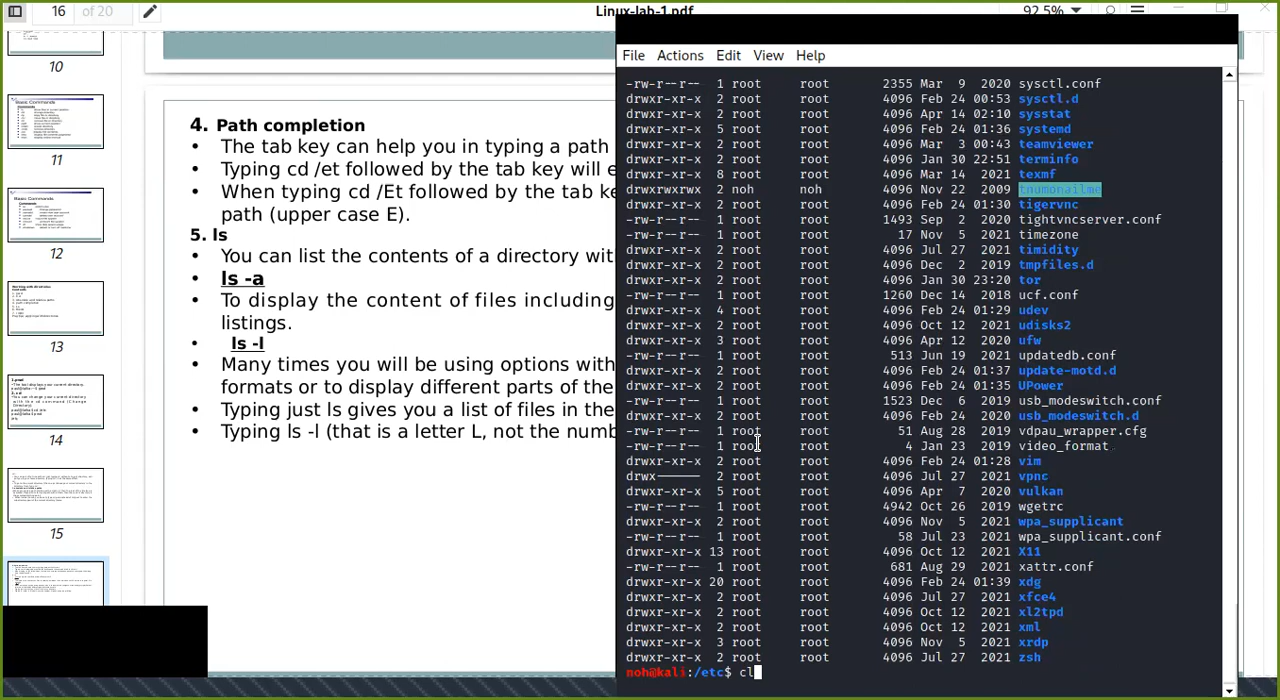 16 of 20
Linux-lab-1.pdf
92.5%
10
11
12
13
14
15
Basic Commands
4. Path completion
• The tab key can help you in typing a path
• Typing cd /et followed by the tab key will e
• When typing cd /Et followed by the tab ke
path (upper case E).
5. ls
• You can list the contents of a directory wit
• ls -a
• To display the content of files including
listings.
• ls -l
• Many times you will be using options with
formats or to display different parts of the
• Typing just ls gives you a list of files in the
• Typing ls -l (that is a letter L, not the numb
File Actions Edit View Help
-rw-r--r-- 1 root root 2355 Mar 9 2020 sysctl.conf
drwxr-xr-x 2 root root 4096 Feb 24 00:53 sysctl.d
drwxr-xr-x 2 root root 4096 Apr 14 02:10 sysstat
drwxr-xr-x 5 root root 4096 Feb 24 01:36 systemd
drwxr-xr-x 2 root root 4096 Mar 3 00:43 teamviewer
drwxr-xr-x 2 root root 4096 Jan 30 22:51 terminfo
drwxr-xr-x 8 root root 4096 Mar 14 2021 texmf
drwxrwxrwx 2 noh noh 4096 Nov 22 2009
drwxr-xr-x 2 root root 4096 Feb 24 01:30 tigervnc
-rw-r--r-- 1 root root 1493 Sep 2 2020 tightvncserver.conf
-rw-r--r-- 1 root root 17 Nov 5 2021 timezone
drwxr-xr-x 2 root root 4096 Jul 27 2021 timidity
drwxr-xr-x 2 root root 4096 Dec 2 2019 tmpfiles.d
drwxr-xr-x 2 root root 4096 Jan 30 23:20 tor
-rw-r--r-- 1 root root 1260 Dec 14 2018 ucf.conf
drwxr-xr-x 4 root root 4096 Feb 24 01:29 udev
drwxr-xr-x 2 root root 4096 Oct 12 2021 udisks2
drwxr-xr-x 3 root root 4096 Apr 12 2020 ufw
-rw-r--r-- 1 root root 513 Jun 19 2021 updatedb.conf
drwxr-xr-x 2 root root 4096 Feb 24 01:37 update-motd.d
drwxr-xr-x 2 root root 4096 Feb 24 01:35 UPower
-rw-r--r-- 1 root root 1523 Dec 6 2019 usb_modeswitch.conf
drwxr-xr-x 2 root root 4096 Feb 24 2020 usb_modeswitch.d
-rw-r--r-- 1 root root 51 Aug 28 2019 vdpau_wrapper.cfg
-rw-r--r-- 1 root root 4 Jan 23 2019 video_format
drwxr-xr-x 2 root root 4096 Feb 24 01:28 vim
drwx------ 2 root root 4096 Jul 27 2021 vpnc
drwxr-xr-x 5 root root 4096 Apr 7 2020 vulkan
-rw-r--r-- 1 root root 4942 Oct 26 2019 wgetrc
drwxr-xr-x 2 root root 4096 Nov 5 2021 wpa_supplicant
-rw-r--r-- 1 root root 58 Jul 23 2021 wpa_supplicant.conf
drwxr-xr-x 13 root root 4096 Oct 12 2021 X11
-rw-r--r-- 1 root root 681 Aug 29 2021 xattr.conf
drwxr-xr-x 20 root root 4096 Feb 24 01:39 xdg
drwxr-xr-x 2 root root 4096 Jul 27 2021 xfce4
drwxr-xr-x 2 root root 4096 Oct 12 2021 xl2tpd
drwxr-xr-x 2 root root 4096 Oct 12 2021 xml
drwxr-xr-x 3 root root 4096 Nov 5 2021 xrdp
drwxr-xr-x 2 root root 4096 Jul 27 2021 zsh
noh@kali:/etc$ cl